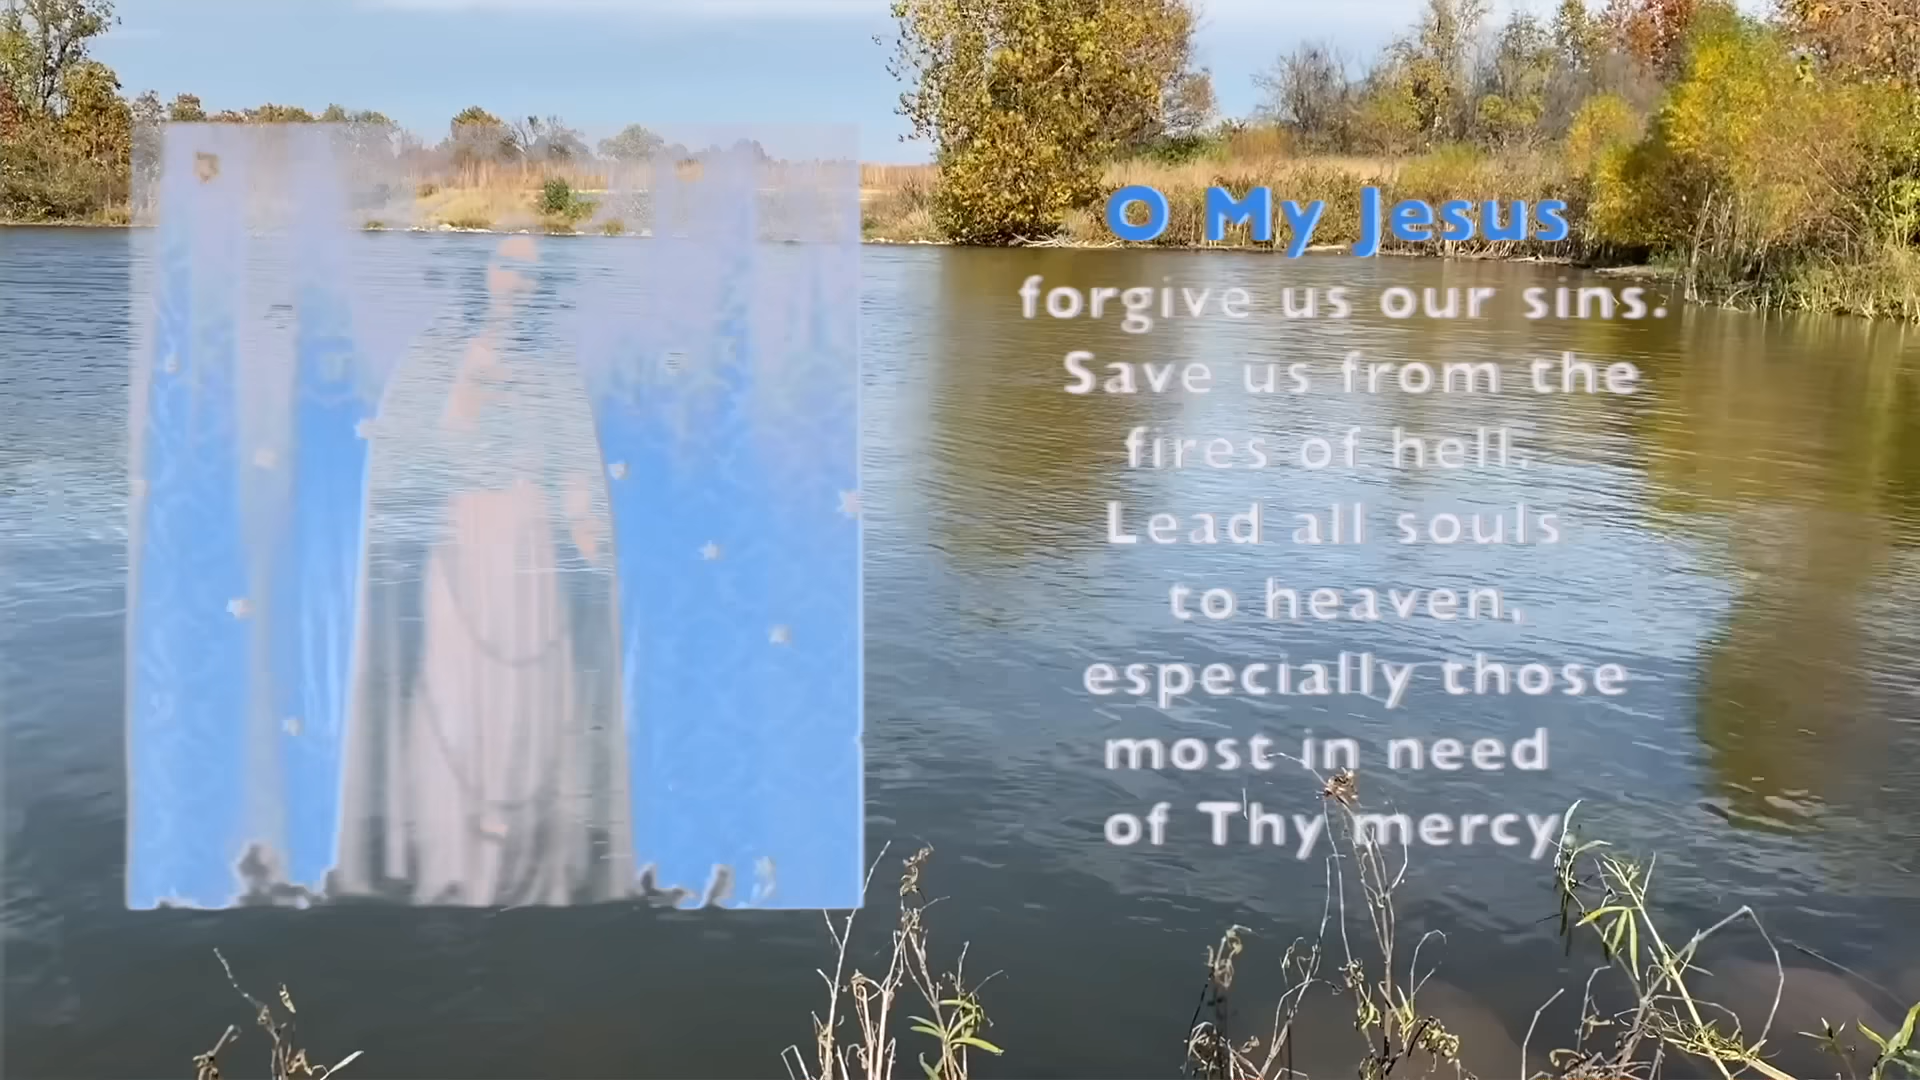 O My Jesus
forgive us our sins.
Save us from the
fires of hell.
Lead all souls
to heaven,
especially those
most in need
of Thy mercy